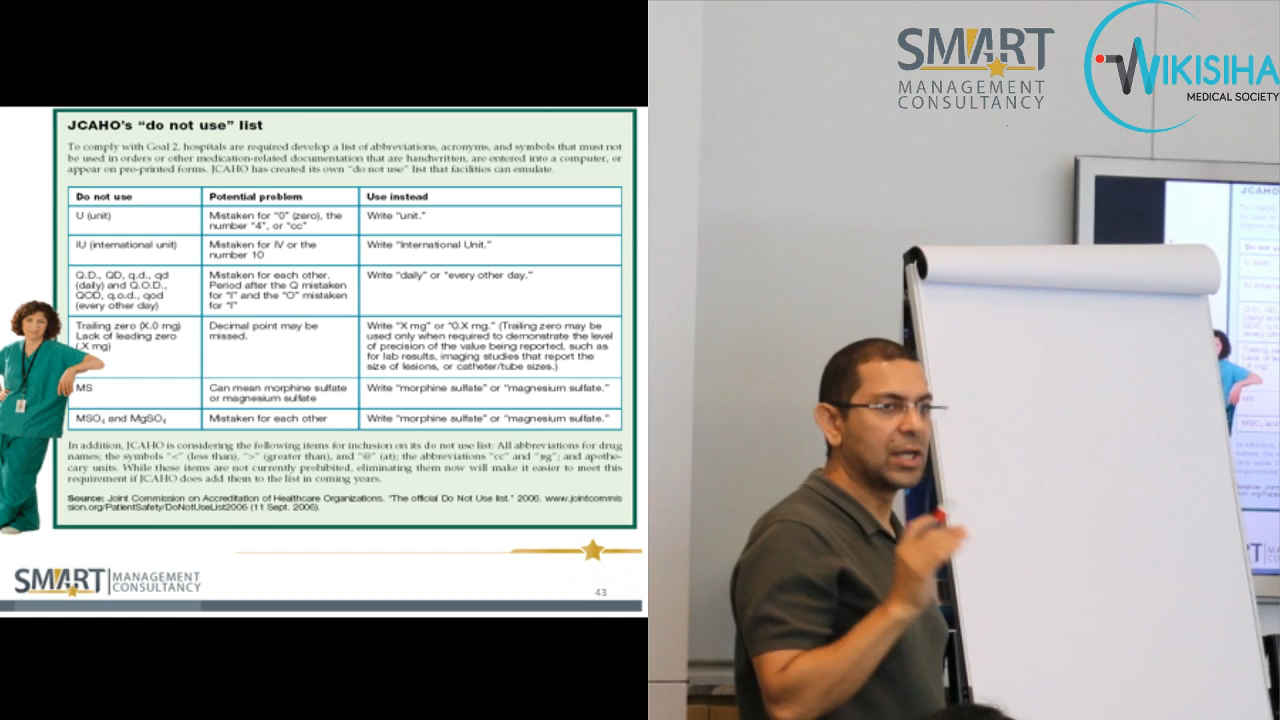 JCAHO's “do not use” list
To comply with Goal 2, hospitals are required develop a list of abbreviations, acronyms, and symbols that must not
be used in orders or other medication-related documentation that are handwritten, are entered into a computer, or
appear on pre-printed forms. JCAHO has created its own “do not use” list that facilities can emulate.
Do not use Potential problem Use instead
U (unit)
Mistaken for “0” (zero), the
number “4”, or “cc”
Write “unit.”
IU (international unit)
Mistaken for IV or the
number 10
Write “International Unit.”
Q.D., QD, q.d., qd
(daily) and Q.O.D.,
QOD, q.o.d., qod
(every other day)
Mistaken for each other.
Period after the Q mistaken
for “I” and the “O” mistaken
for “I”
Write “daily” or “every other day.”
Trailing zero (X.0 mg)
Lack of leading zero
(.X mg)
Decimal point may be
missed.
Write “X mg” or “0.X mg.” (Trailing zero may be
used only when required to demonstrate the level
of precision of the value being reported, such as
for lab results, imaging studies that report the
size of lesions, or catheter/tube sizes.)
MS
Can mean morphine sulfate
or magnesium sulfate
Write “morphine sulfate” or “magnesium sulfate.”
MSO₄ and MgSO₄
Mistaken for each other
Write “morphine sulfate” or “magnesium sulfate.”
In addition, JCAHO is considering the following items for inclusion on its do not use list: All abbreviations for drug
names; the symbols “<” (less than), “>” (greater than), and “@” (at); the abbreviations “cc” and “µg”; and apothe-
cary units. While these items are not currently prohibited, eliminating them now will make it easier to meet this
requirement if JCAHO does add them to the list in coming years.
Source: Joint Commission on Accreditation of Healthcare Organizations. “The official Do Not Use list.” 2006. www.jointcommis
sion.org/PatientSafety/DoNotUseList2006 (11 Sept. 2006).
SMART
MANAGEMENT
CONSULTANCY
43
SMART
MANAGEMENT
CONSULTANCY
WIKISIHA
MEDICAL SOCIETY
JCAHO